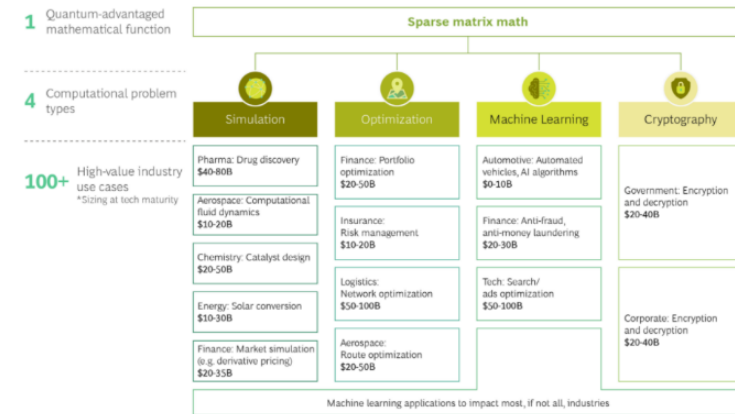 1
Quantum-advantaged
mathematical function
Sparse matrix math
4
Computational problem
types
Simulation
Optimization
Machine Learning
Cryptography
100+
High-value industry
use cases
*Sizing at tech maturity
Pharma: Drug discovery
$40-80B
Aerospace: Computational
fluid dynamics
$10-20B
Chemistry: Catalyst design
$20-50B
Energy: Solar conversion
$10-30B
Finance: Market simulation
(e.g. derivative pricing)
$20-35B
Finance: Portfolio
optimization
$20-50B
Insurance:
Risk management
$10-20B
Logistics:
Network optimization
$50-100B
Aerospace:
Route optimization
$20-50B
Automotive: Automated
vehicles, AI algorithms
$0-10B
Finance: Anti-fraud,
anti-money laundering
$20-30B
Tech: Search/
ads optimization
$50-100B
Government: Encryption
and decryption
$20-40B
Corporate: Encryption
and decryption
$20-40B
Machine learning applications to impact most, if not all, industries